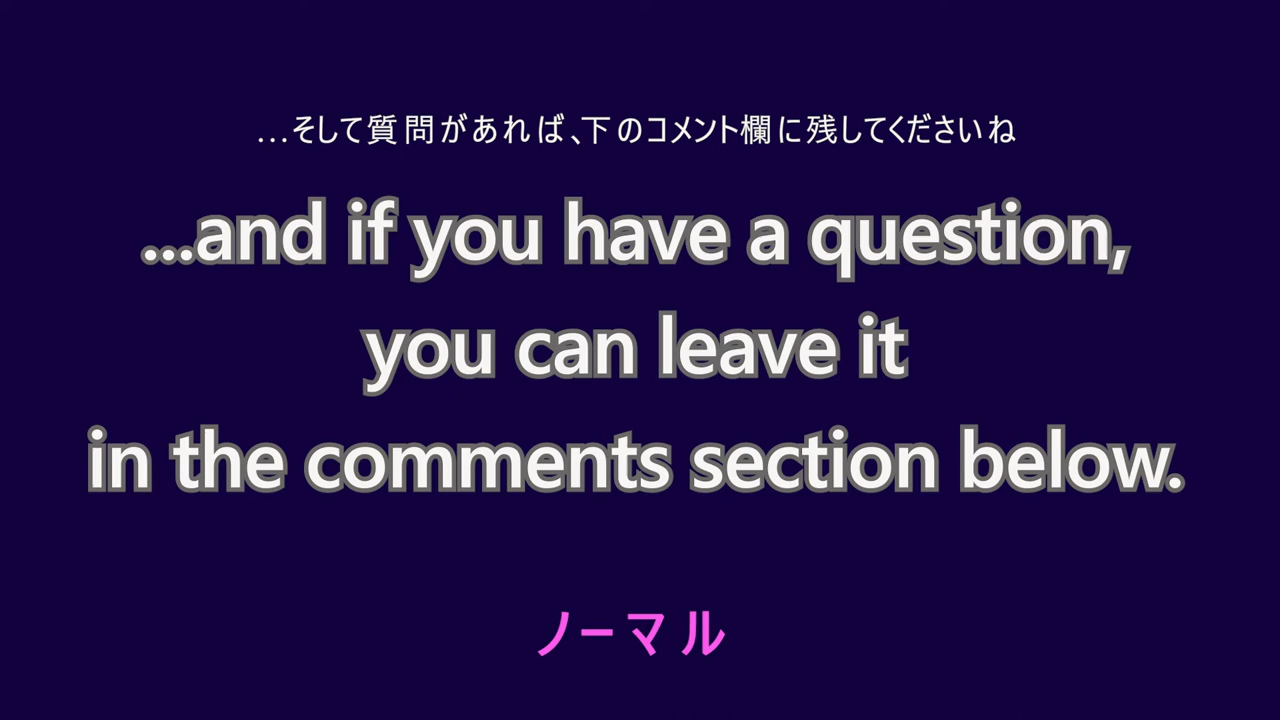 ...そして質問があれば、下のコメント欄に残してくださいね
...and if you have a question,
you can leave it
in the comments section below.
ノーマル